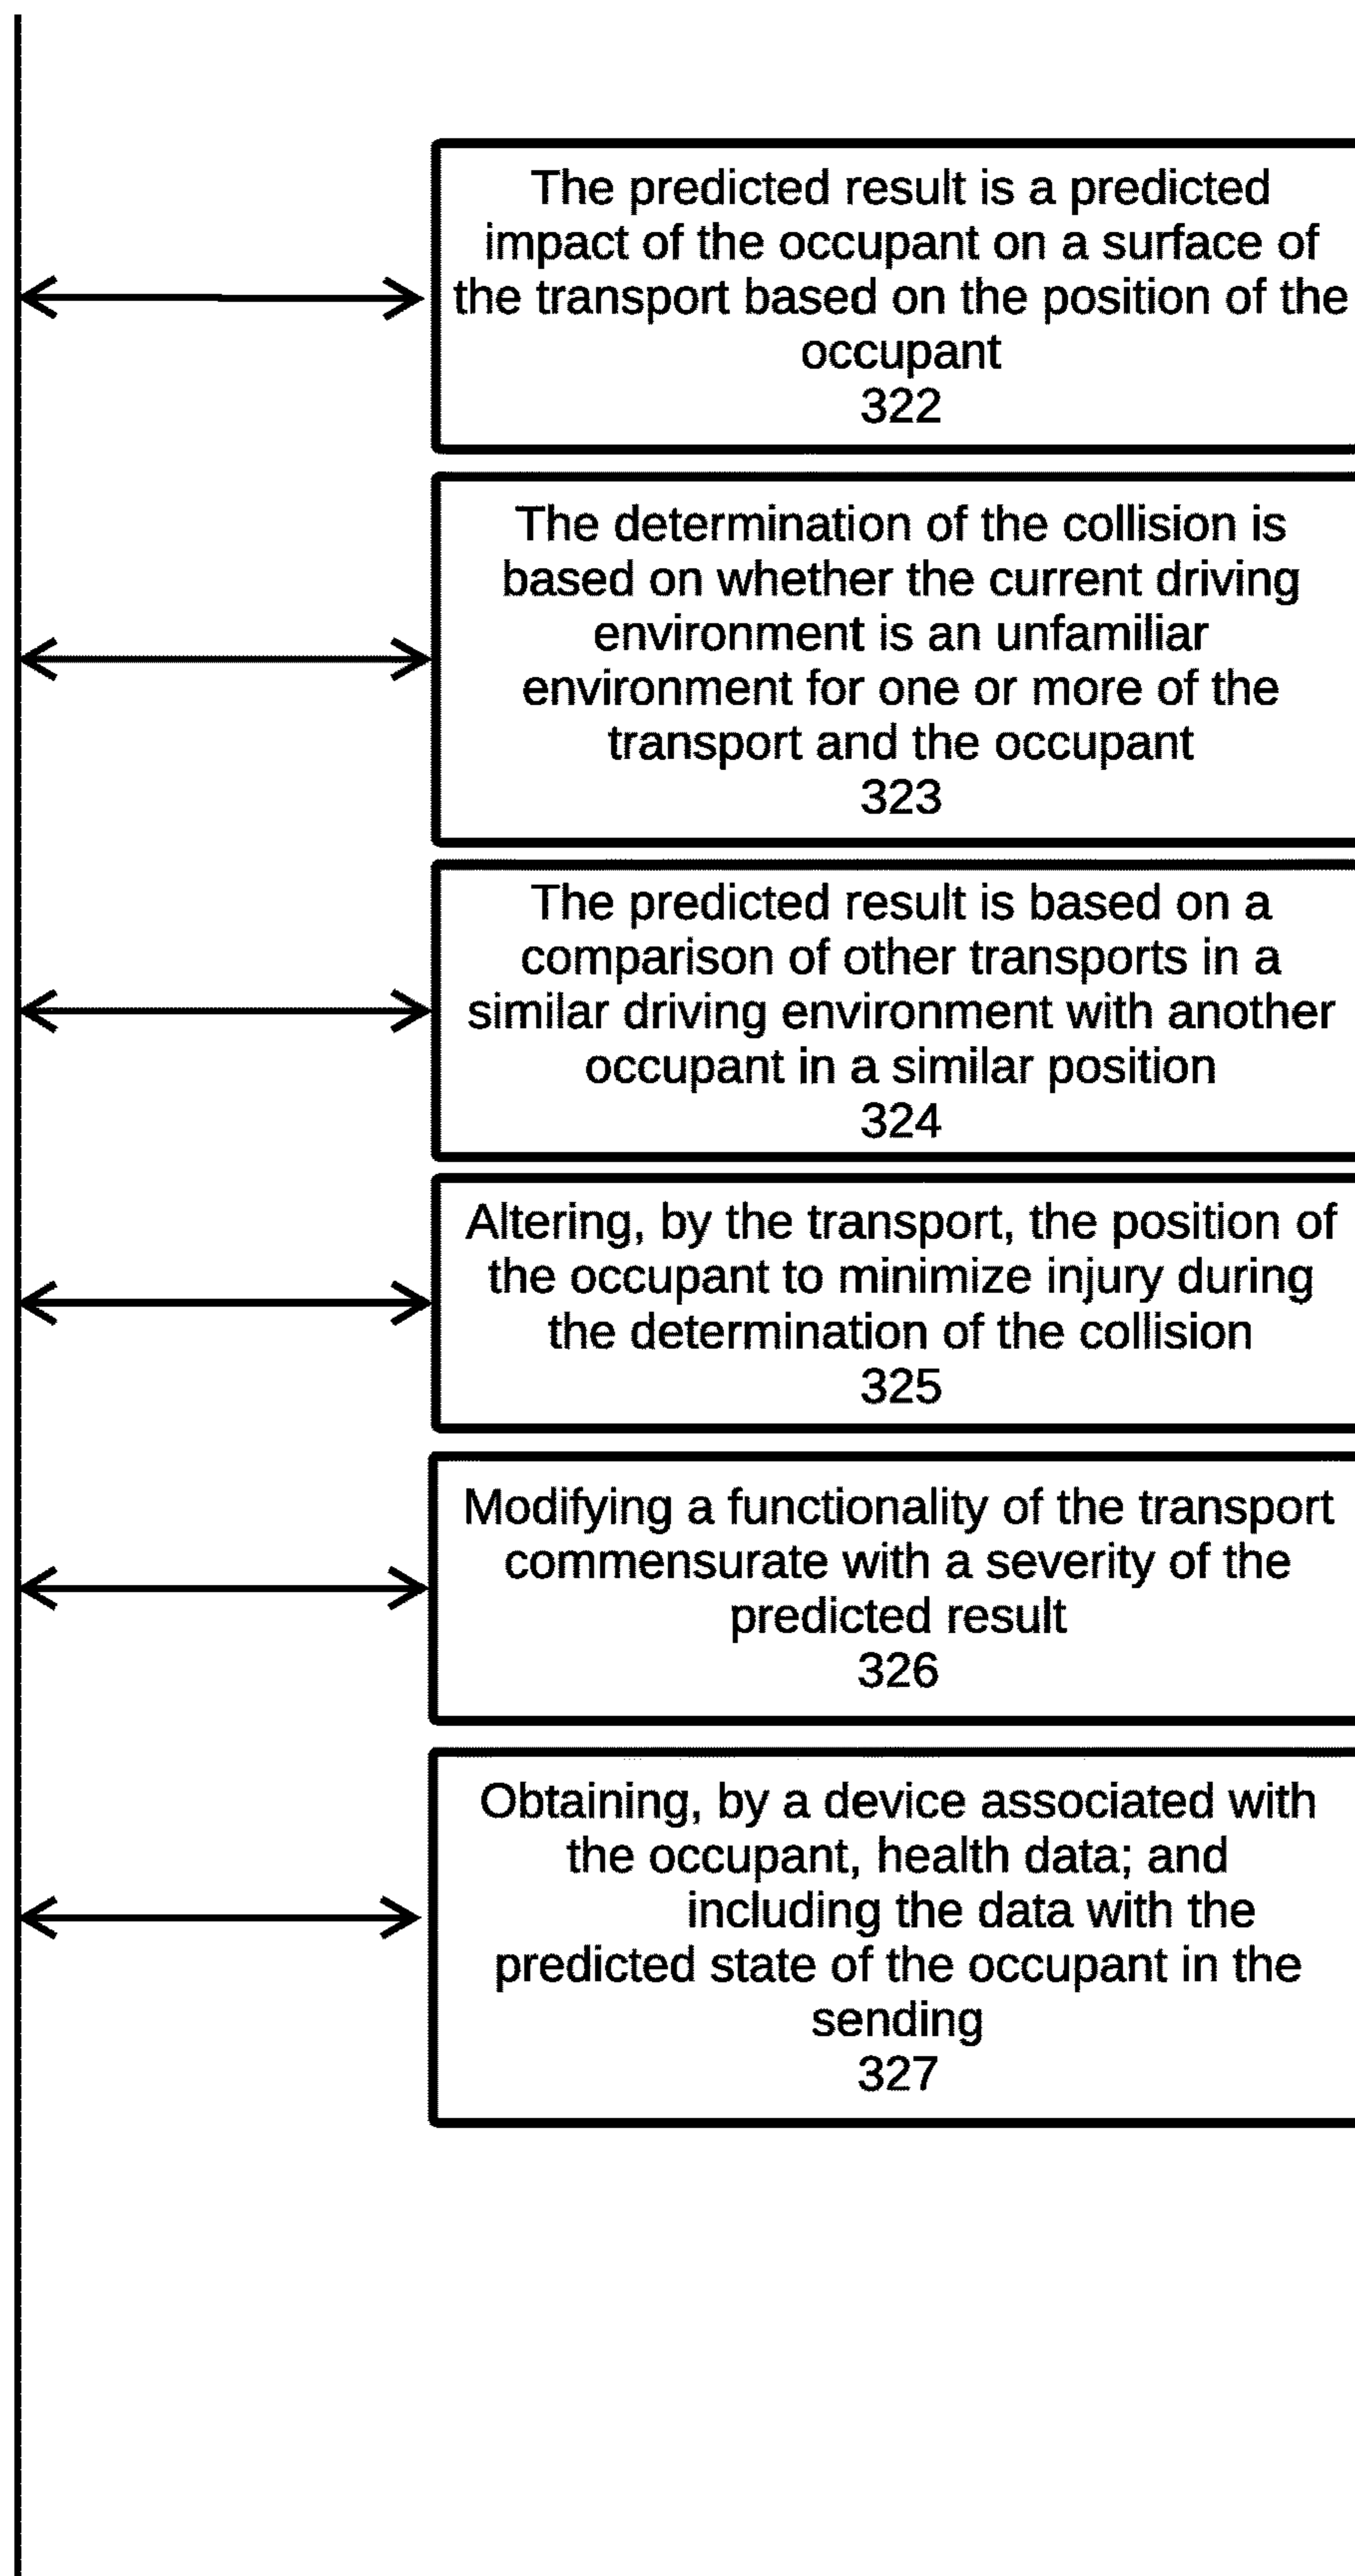 The predicted result is a predicted
impact of the occupant on a surface of
the transport based on the position of the
occupant
322
The determination of the collision is
based on whether the current driving
environment is an unfamiliar
environment for one or more of the
transport and the occupant
323
The predicted result is based on a
comparison of other transports in a
similar driving environment with another
occupant in a similar position
324
Altering, by the transport, the position of
the occupant to minimize injury during
the determination of the collision
325
Modifying a functionality of the transport
commensurate with a severity of the
predicted result
326
Obtaining, by a device associated with
the occupant, health data; and
including the data with the
predicted state of the occupant in the
sending
327